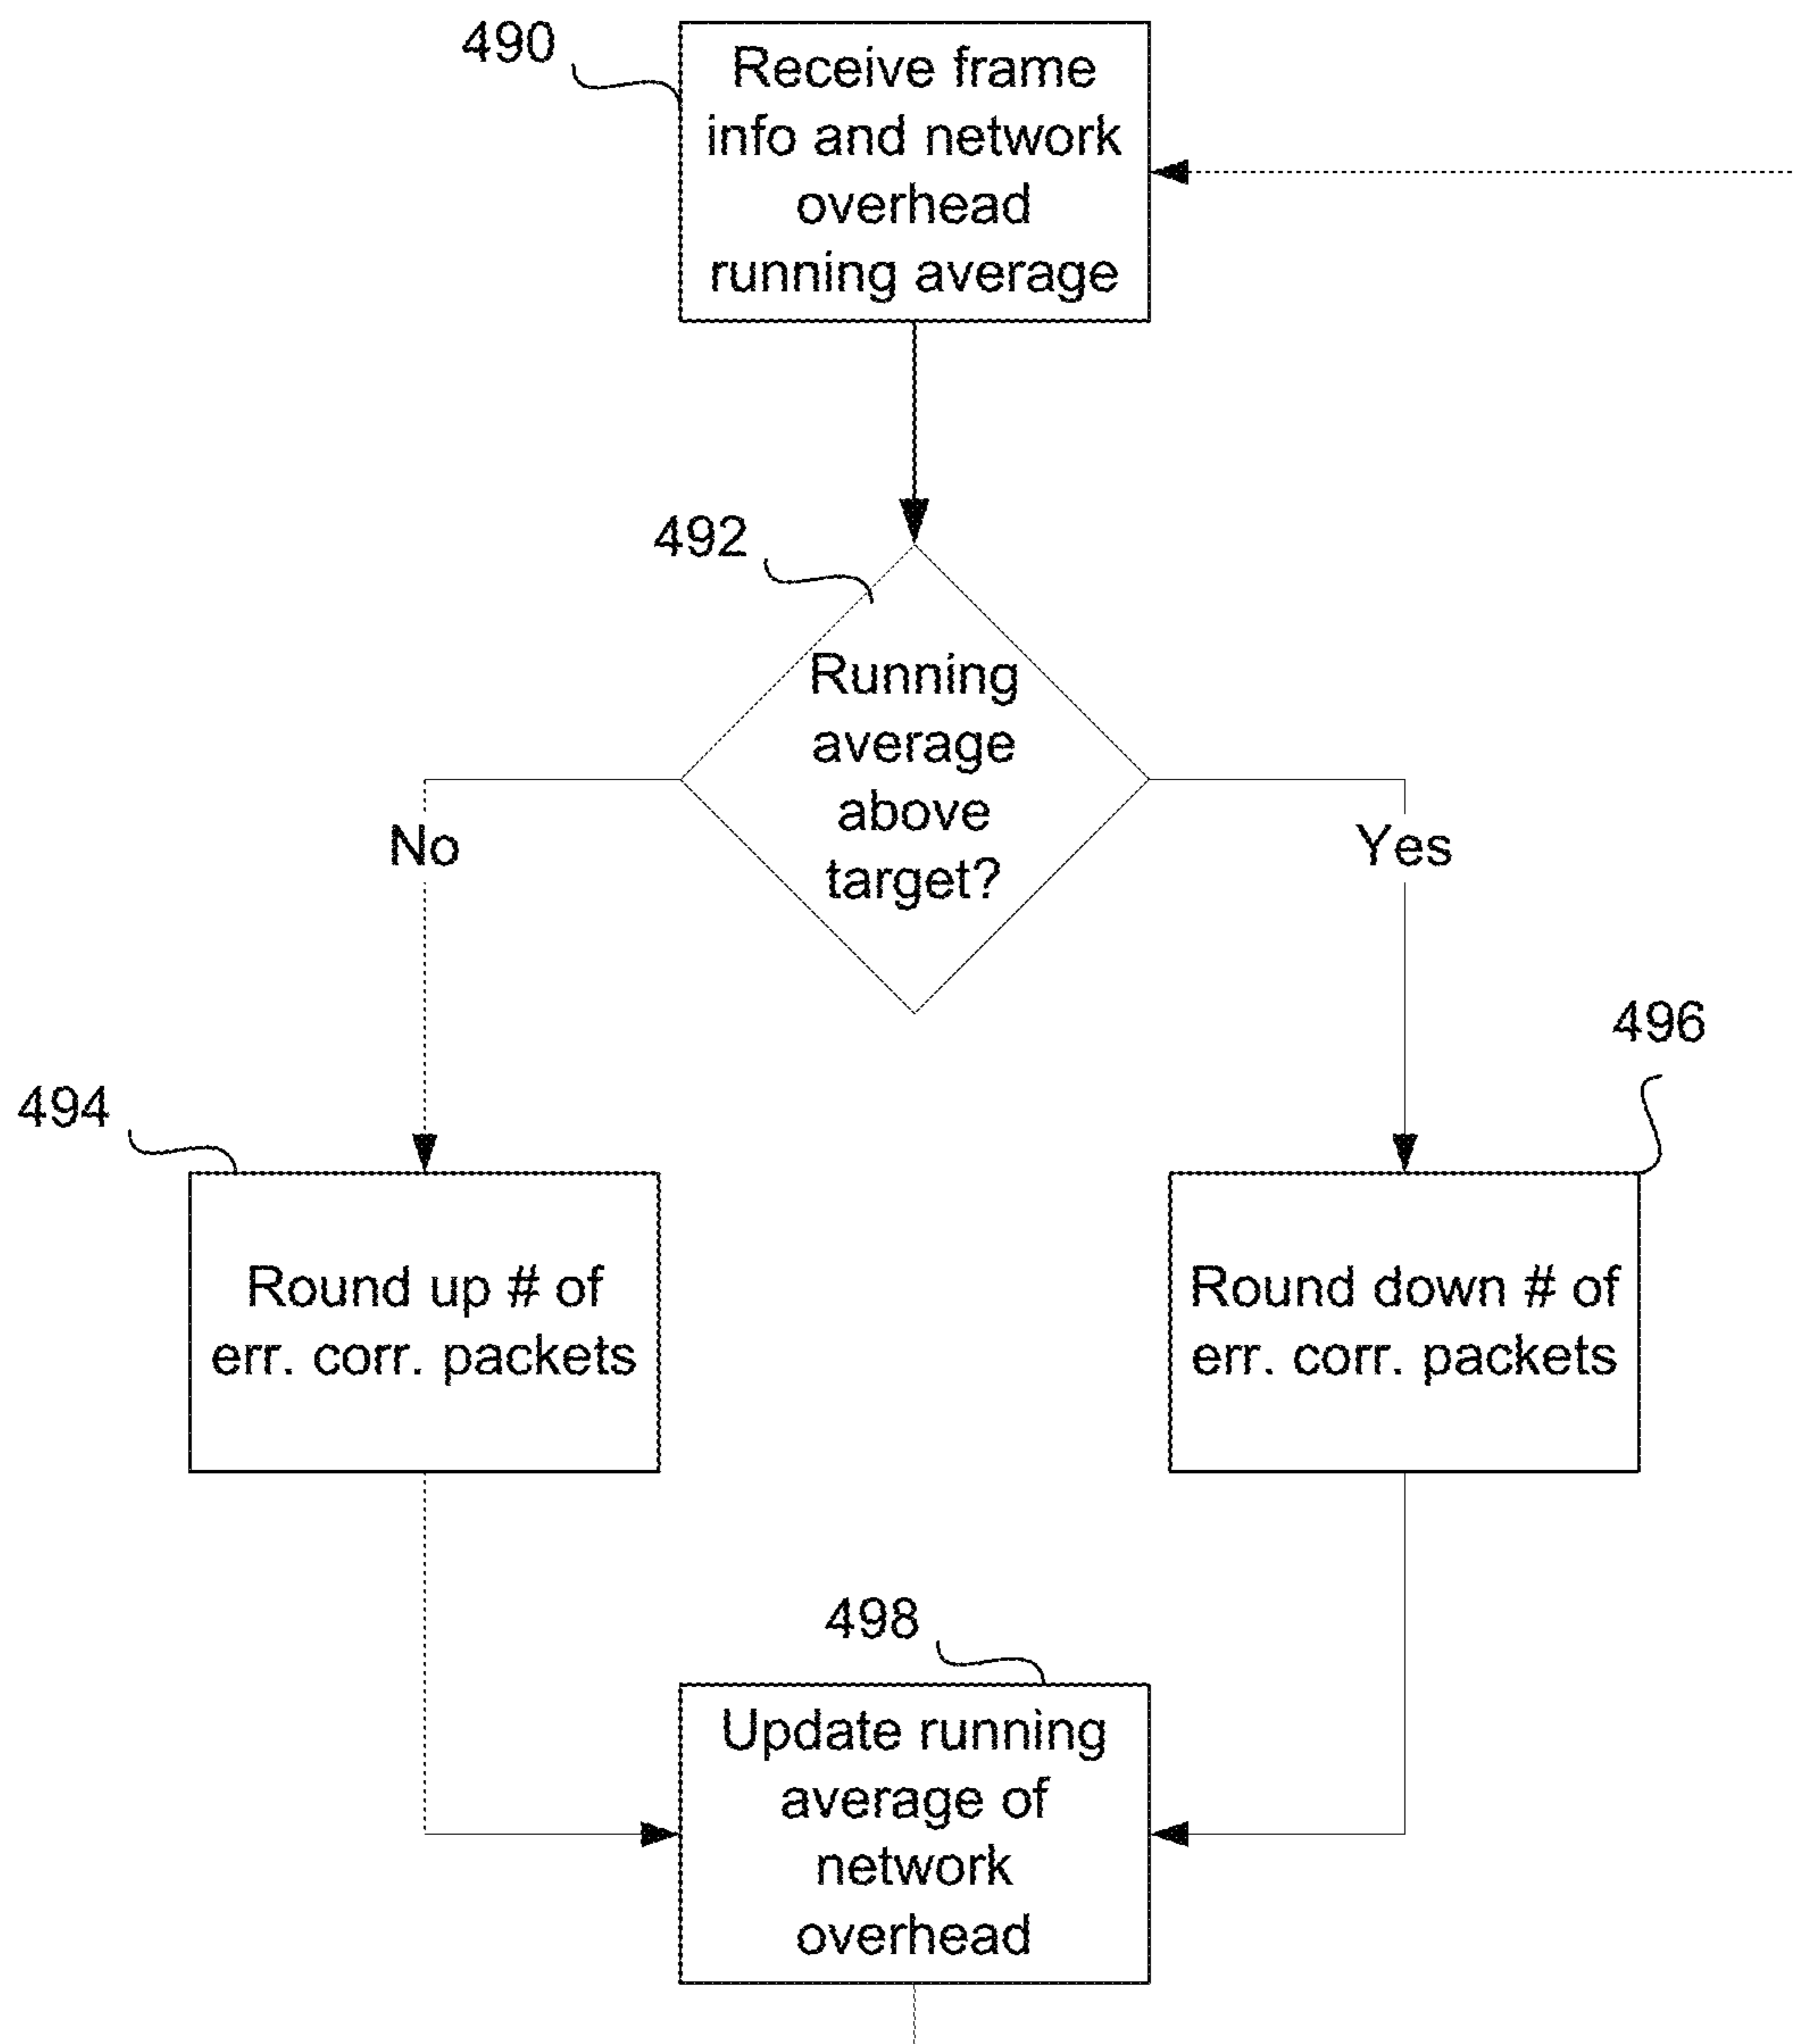 490
Receive frame
info and network
overhead
running average
492
Running
average
above
target?
No
Yes
494
496
Round up # of
err. corr. packets
Round down # of
err. corr. packets
498
Update running
average of
network
overhead